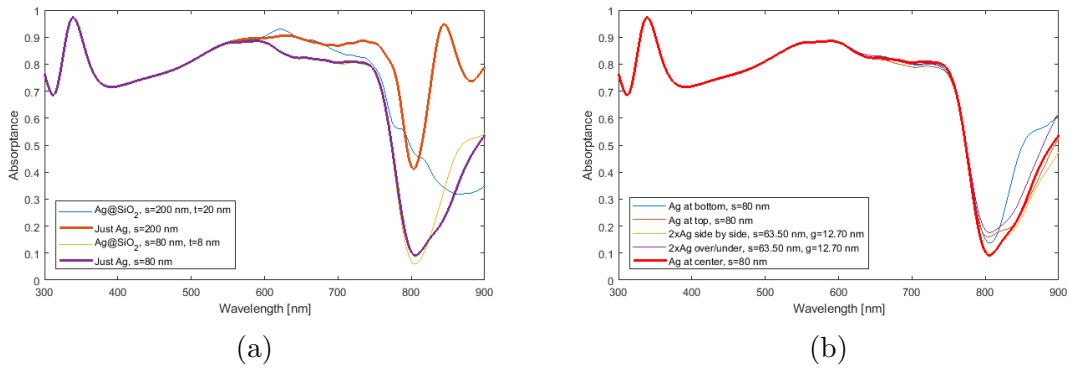 1
0.9
0.8
0.7
0.6
0.5
0.4
0.3
0.2
0.1
0
Absorptance
Ag@SiO2, s=200 nm, t=20 nm
Just Ag, s=200 nm
Ag@SiO2, s=80 nm, t=8 nm
Just Ag, s=80 nm
300 400 500 600 700 800 900
Wavelength [nm]
(a)
1
0.9
0.8
0.7
0.6
0.5
0.4
0.3
0.2
0.1
0
Absorptance
Ag at bottom, s=80 nm
Ag at top, s=80 nm
2xAg side by side, s=63.50 nm, g=12.70 nm
2xAg over/under, s=63.50 nm, g=12.70 nm
Ag at center, s=80 nm
300 400 500 600 700 800 900
Wavelength [nm]
(b)